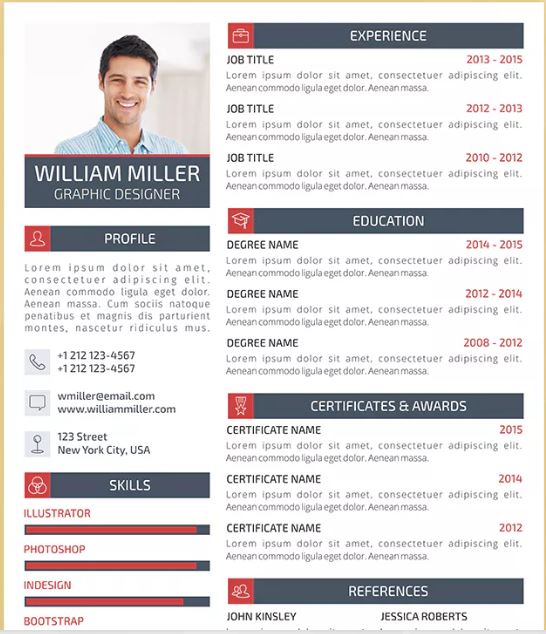 WILLIAM MILLER
GRAPHIC DESIGNER
PROFILE
Lorem ipsum dolor sit amet,
consectetuer adipiscing elit.
Aenean commodo ligula eget dolor.
Aenean massa. Cum sociis natoque
penatibus et magnis dis parturient
montes, nascetur ridiculus mus.
+1 212 123-4567
+1 212 123-4567
wmiller@email.com
www.williammiller.com
123 Street
New York City, USA
SKILLS
ILLUSTRATOR
PHOTOSHOP
INDESIGN
BOOTSTRAP
EXPERIENCE
JOB TITLE 2013 - 2015
Lorem ipsum dolor sit amet, consectetuer adipiscing elit.
Aenean commodo ligula eget dolor. Aenean massa.
JOB TITLE 2012 - 2013
Lorem ipsum dolor sit amet, consectetuer adipiscing elit.
Aenean commodo ligula eget dolor. Aenean massa.
JOB TITLE 2010 - 2012
Lorem ipsum dolor sit amet, consectetuer adipiscing elit.
Aenean commodo ligula eget dolor. Aenean massa.
EDUCATION
DEGREE NAME 2014 - 2015
Lorem ipsum dolor sit amet, consectetuer adipiscing elit.
Aenean commodo ligula eget dolor. Aenean massa.
DEGREE NAME 2012 - 2014
Lorem ipsum dolor sit amet, consectetuer adipiscing elit.
Aenean commodo ligula eget dolor. Aenean massa.
DEGREE NAME 2008 - 2012
Lorem ipsum dolor sit amet, consectetuer adipiscing elit.
Aenean commodo ligula eget dolor. Aenean massa.
CERTIFICATES & AWARDS
CERTIFICATE NAME 2015
Lorem ipsum dolor sit amet, consectetuer adipiscing elit.
Aenean commodo ligula eget dolor. Aenean massa.
CERTIFICATE NAME 2014
Lorem ipsum dolor sit amet, consectetuer adipiscing elit.
Aenean commodo ligula eget dolor. Aenean massa.
CERTIFICATE NAME 2012
Lorem ipsum dolor sit amet, consectetuer adipiscing elit.
Aenean commodo ligula eget dolor. Aenean massa.
REFERENCES
JOHN KINSLEY JESSICA ROBERTS